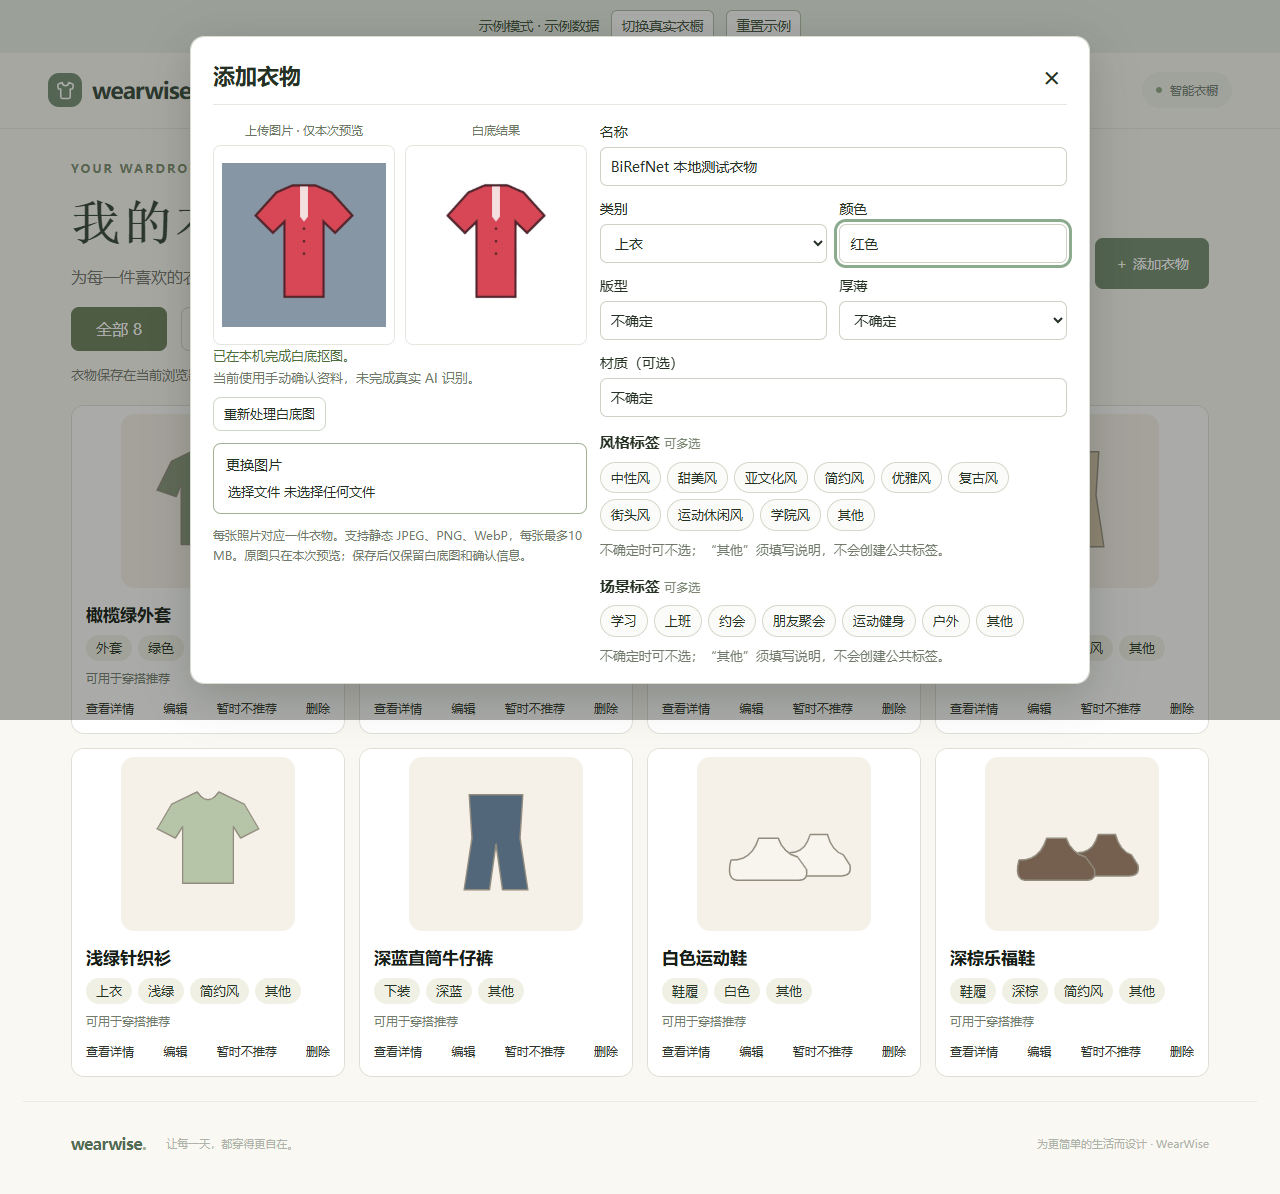 示例模式 · 示例数据 切换真实衣橱 重置示例
添加衣物 ×
wearwise
智能衣橱
上传图片 · 仅本次预览 白底结果
已在本机完成白底抠图。
当前使用手动确认资料，未完成真实 AI 识别。
重新处理白底图
更换图片
选择文件 未选择任何文件
每张照片对应一件衣物。支持静态 JPEG、PNG、WebP，每张最多10
MB。原图只在本次预览；保存后仅保留白底图和确认信息。
名称
BiRefNet 本地测试衣物
类别 颜色
上衣 红色
版型 厚薄
不确定 不确定
材质（可选）
不确定
风格标签 可多选
中性风 甜美风 亚文化风 简约风 优雅风 复古风
街头风 运动休闲风 学院风 其他
不确定时可不选；“其他”须填写说明，不会创建公共标签。
场景标签 可多选
学习 上班 约会 朋友聚会 运动健身 户外 其他
不确定时可不选；“其他”须填写说明，不会创建公共标签。
YOUR WARDRO
我的
为每一件喜欢的
+ 添加衣物
全部 8
衣物保存在当前浏览
橄榄绿外套
外套 绿色 风 其他
可用于穿搭推荐
查看详情 编辑 暂时不推荐 删除 查看详情 编辑 暂时不推荐 删除 查看详情 编辑 暂时不推荐 删除 查看详情 编辑 暂时不推荐 删除
浅绿针织衫 深蓝直筒牛仔裤 白色运动鞋 深棕乐福鞋
上衣 浅绿 简约风 其他 下装 深蓝 其他 鞋履 白色 其他 鞋履 深棕 简约风 其他
可用于穿搭推荐 可用于穿搭推荐 可用于穿搭推荐 可用于穿搭推荐
查看详情 编辑 暂时不推荐 删除 查看详情 编辑 暂时不推荐 删除 查看详情 编辑 暂时不推荐 删除 查看详情 编辑 暂时不推荐 删除
wearwise. 让每一天，都穿得更自在。 为更简单的生活而设计 · WearWise